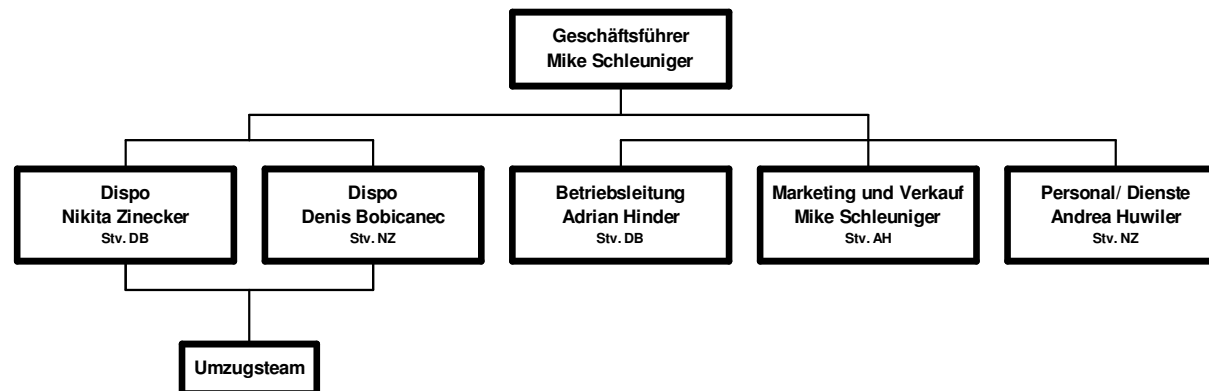 Geschäftsführer
Mike Schleuniger
Dispo
Nikita Zinecker
Stv. DB
Dispo
Denis Bobicanec
Stv. NZ
Betriebsleitung
Adrian Hinder
Stv. DB
Marketing und Verkauf
Mike Schleuniger
Stv. AH
Personal/ Dienste
Andrea Huwiler
Stv. NZ
Umzugsteam